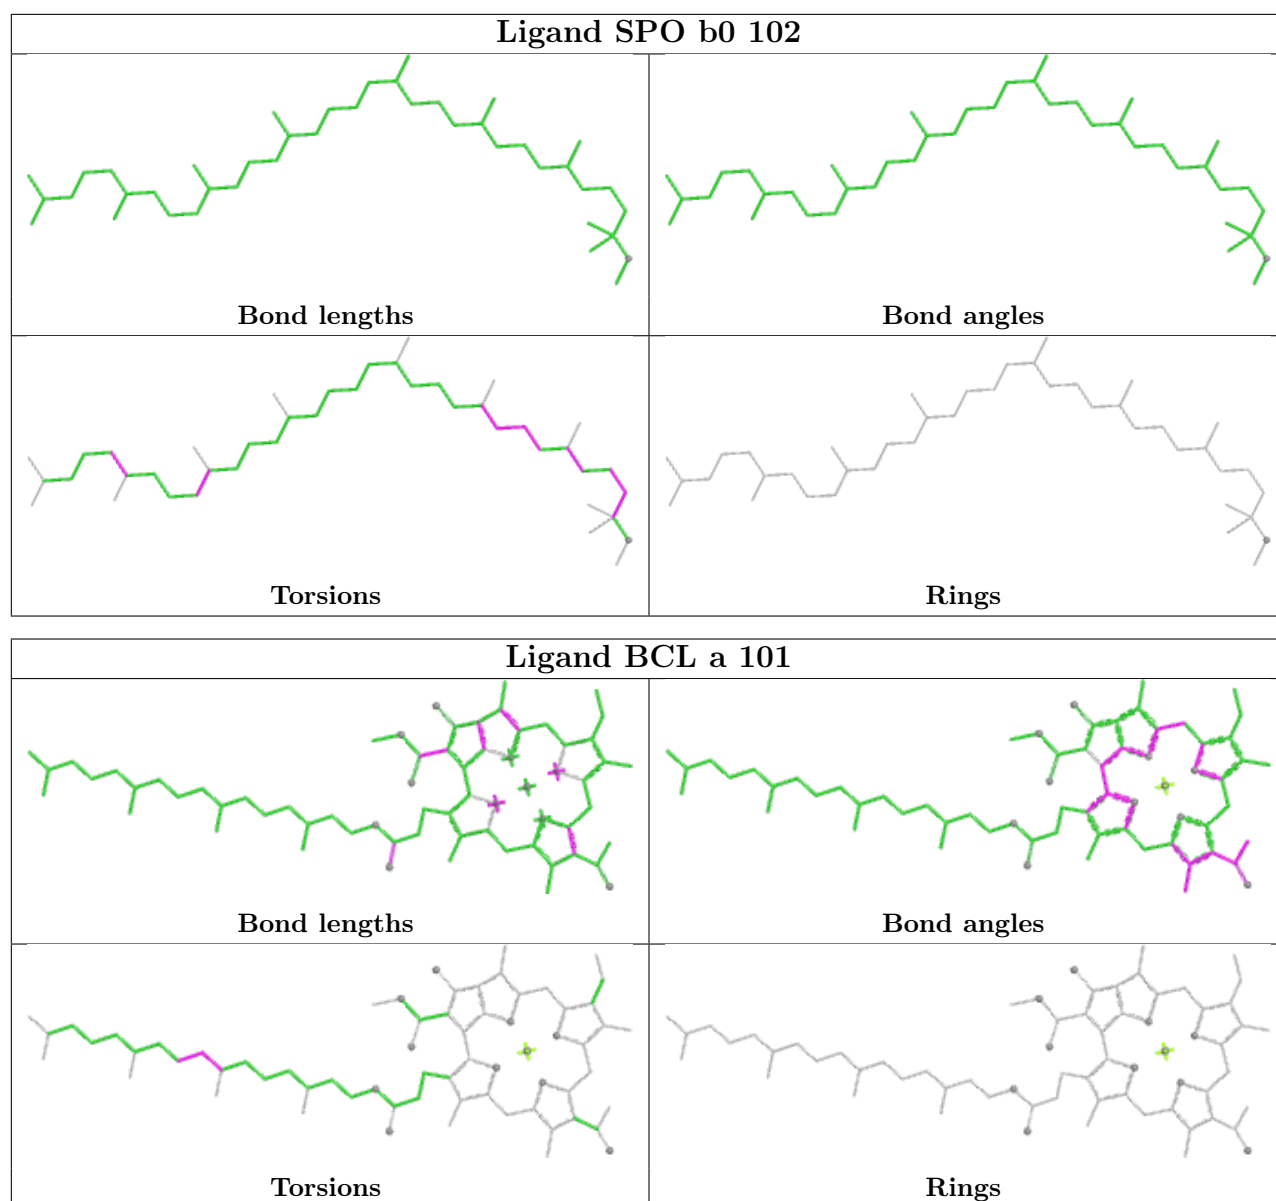 Ligand SPO b0 102
Bond lengths
Bond angles
Torsions
Rings
Ligand BCL a 101
Bond lengths
Bond angles
Torsions
Rings